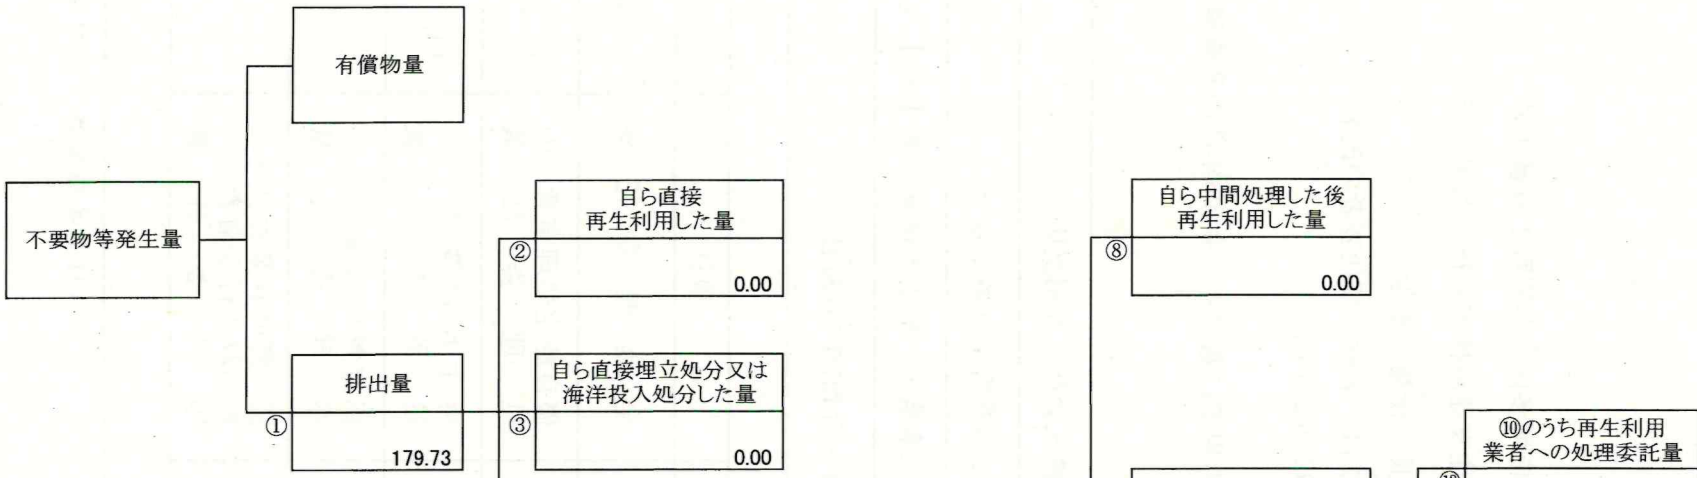 有償物量
不要物等発生量
自ら直接
再生利用した量
②
0.00
自ら中間処理した後
再生利用した量
⑧
0.00
排出量
①
179.73
自ら直接埋立処分又は
海洋投入処分した量
③
0.00
⑩のうち再生利用
業者への処理委託量